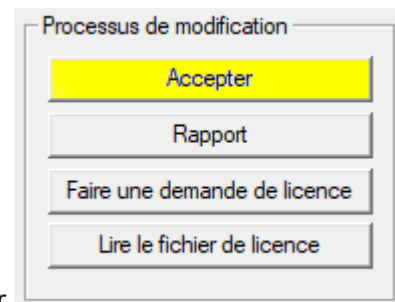 Processus de modification
Accepter
Rapport
Faire une demande de licence
Lire le fichier de licence
r